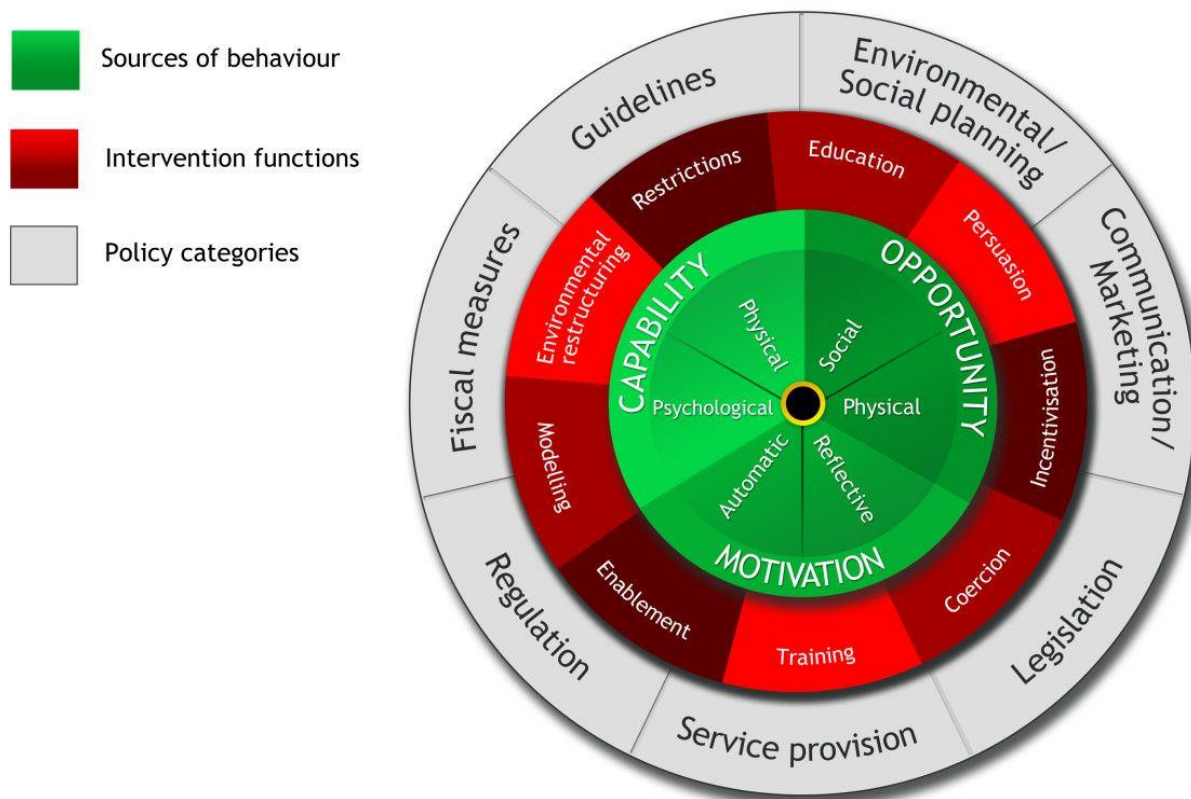 Sources of behaviour
Intervention functions
Policy categories
Guidelines
Environmental/
Social planning
Communication/
Marketing
Legislation
Service provision
Regulation
Fiscal measures
Restrictions
Education
Persuasion
Incentivisation
Coercion
Training
Enablement
Modelling
Environmental
restructuring
CAPABILITY
OPPORTUNITY
MOTIVATION
Physical
Social
Physical
Reflective
Automatic
Psychological